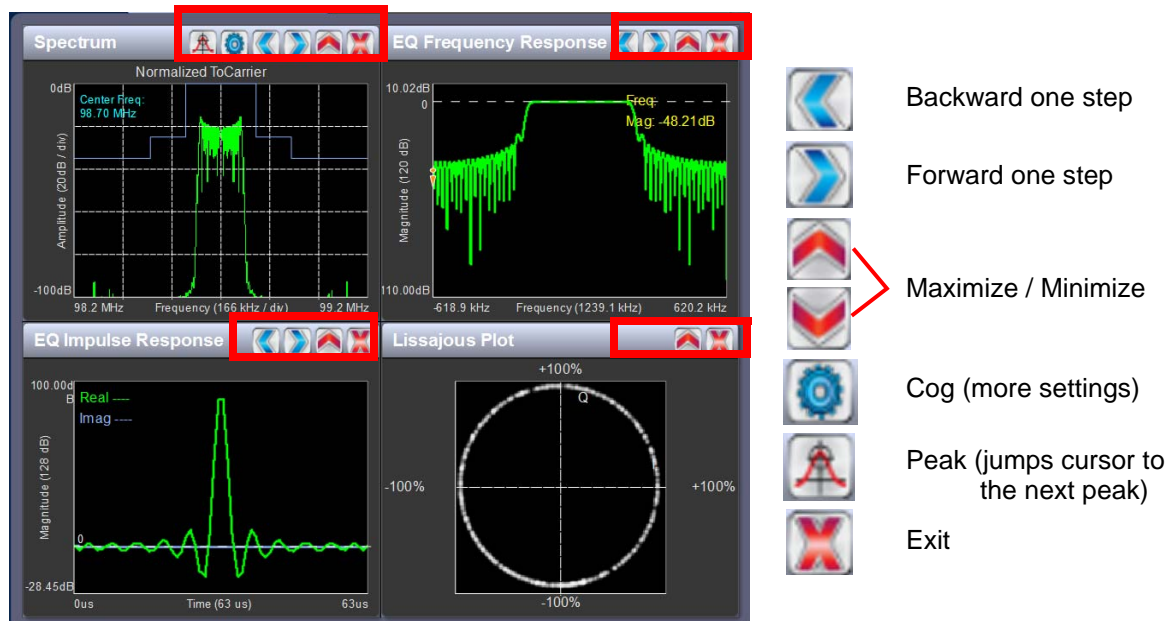 Spectrum
Normalized ToCarrier
0dB
Center Freq:
98.70 MHz
Amplitude (20dB / div)
-100dB
98.2 MHz
Frequency (166 kHz / div)
99.2 MHz
EQ Frequency Response
10.02dB
0
Freq:
Mag: -48.21dB
Magnitude (120 dB)
110.00dB
-618.9 kHz
Frequency (1239.1 kHz)
620.2 kHz
EQ Impulse Response
100.00d
B
Real ----
Imag ----
Magnitude (128 dB)
0
-28.45dB
0us
Time (63 us)
63us
Lissajous Plot
+100%
Q
-100%
+100%
-100%
Backward one step
Forward one step
Maximize / Minimize
Cog (more settings)
Peak (jumps cursor to
the next peak)
Exit